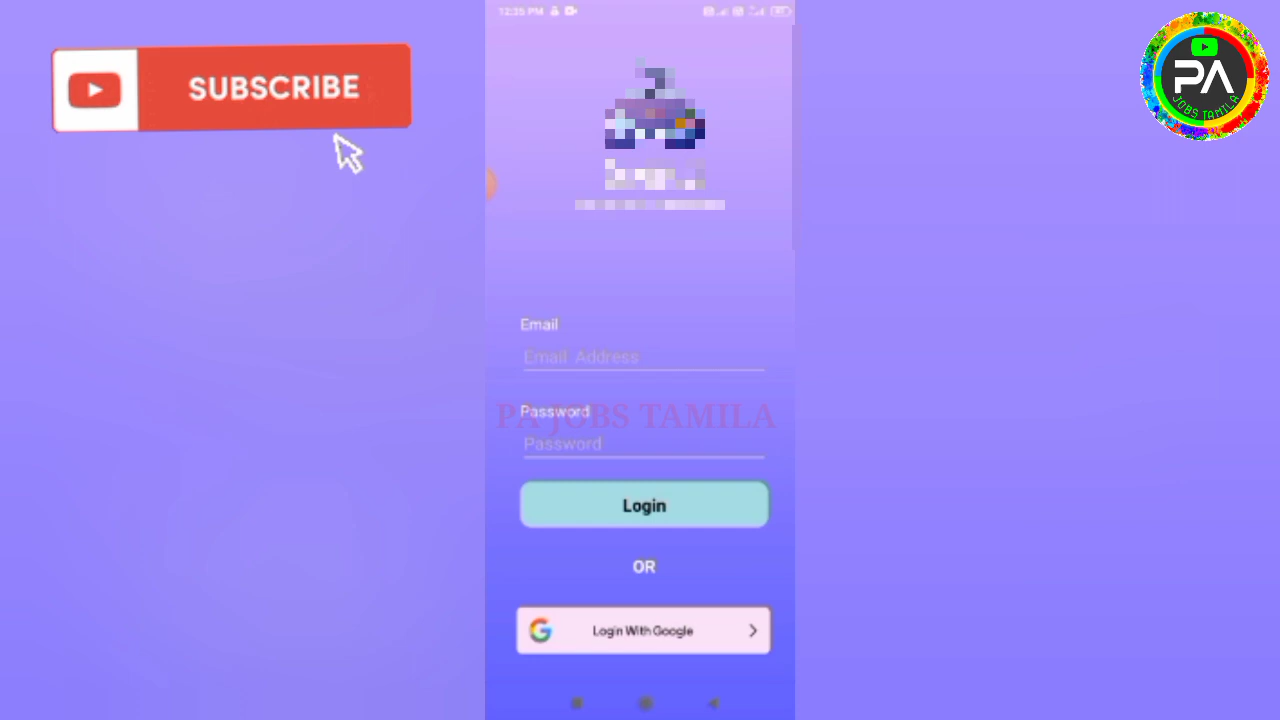 SUBSCRIBE
12:35 PM
PA
JOBS TAMILA
Email
Email Address
PA JOBS TAMILA
Password
Password
Login
OR
Login With Google